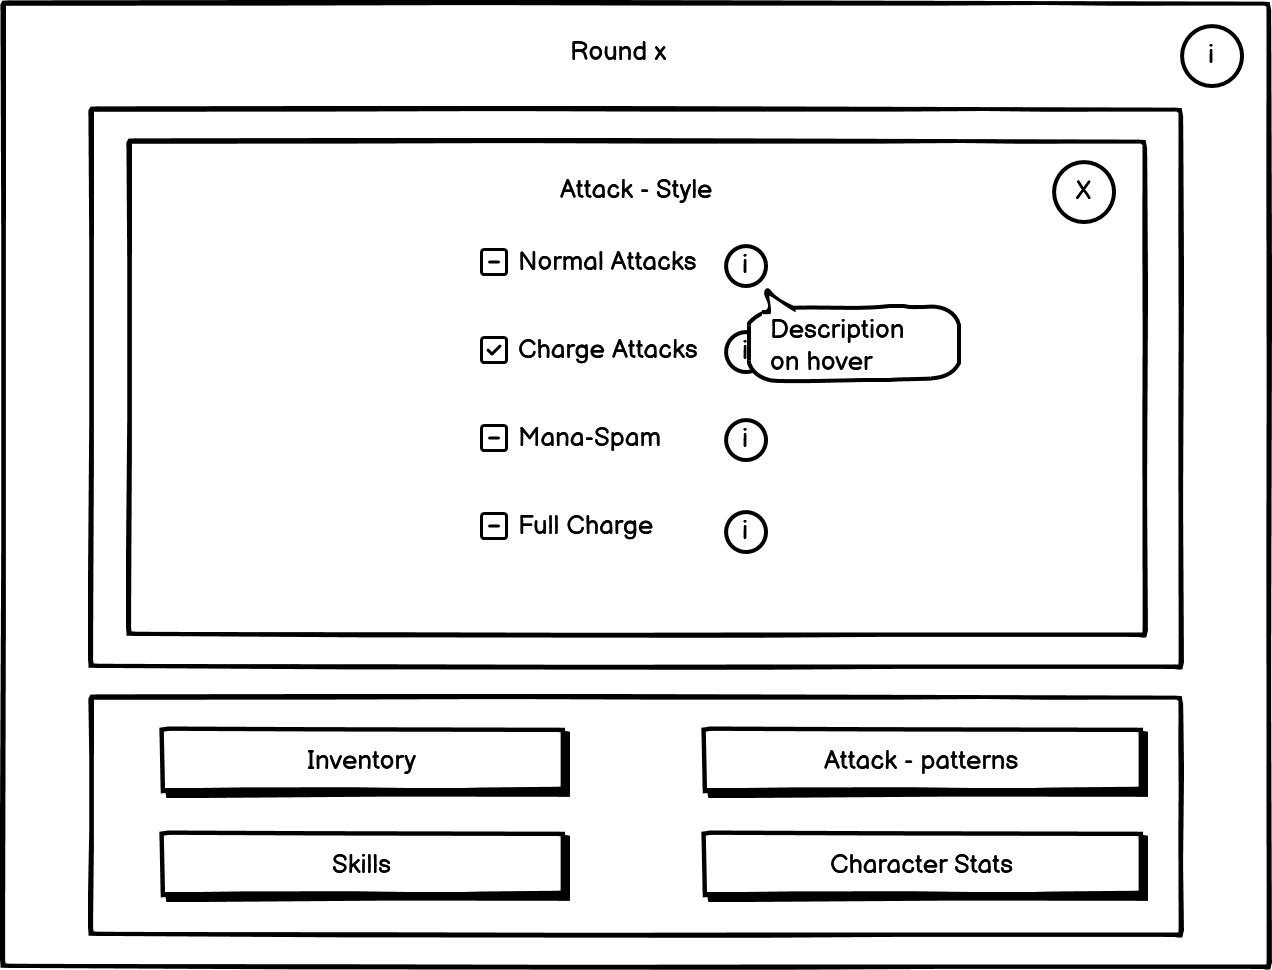 Round x
i
Attack - Style
X
Normal Attacks
i
Description
on hover
Charge Attacks
i
Mana-Spam
i
Full Charge
i
Inventory
Attack - patterns
Skills
Character Stats